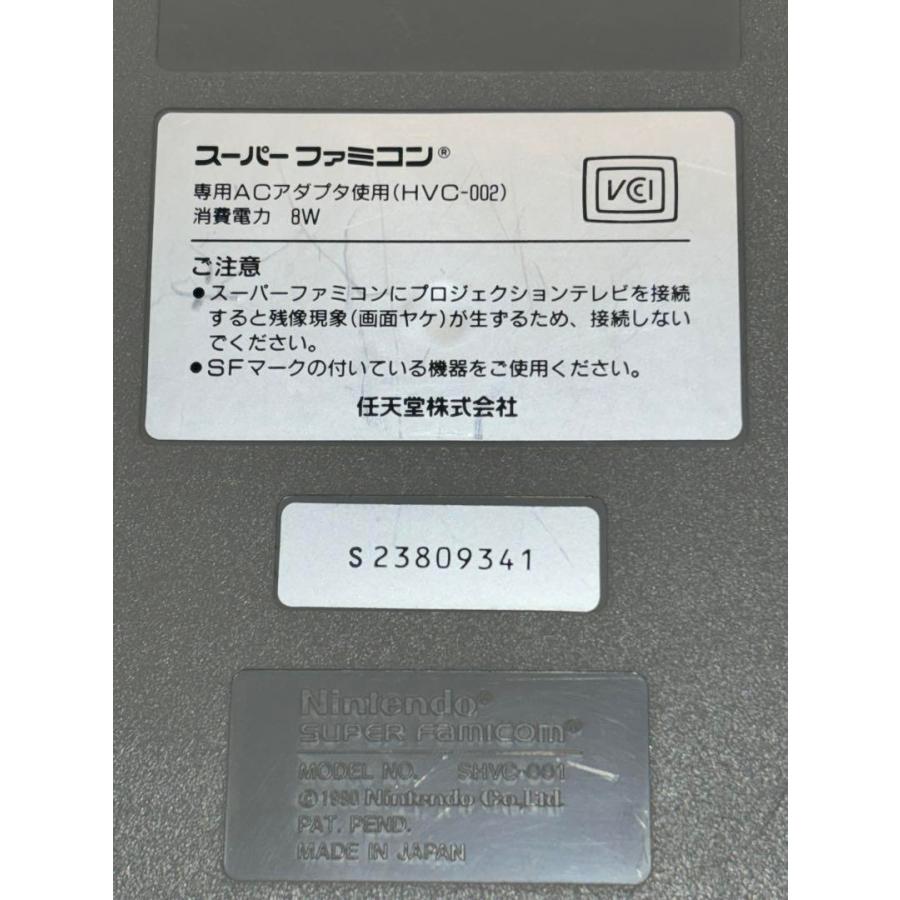 スーパーファミコン®
専用ACアダプタ使用(HVC-002)
消費電力 8W
VCCI
ご注意
●スーパーファミコンにプロジェクションテレビを接続
すると残像現象(画面ヤケ)が生ずるため、接続しない
でください。
●SFマークの付いている機器をご使用ください。
任天堂株式会社
S23809341
Nintendo®
SUPER FAMICOM®
MODEL NO. SHVC-001
©1990 Nintendo Co.,Ltd.
PAT. PEND.
MADE IN JAPAN